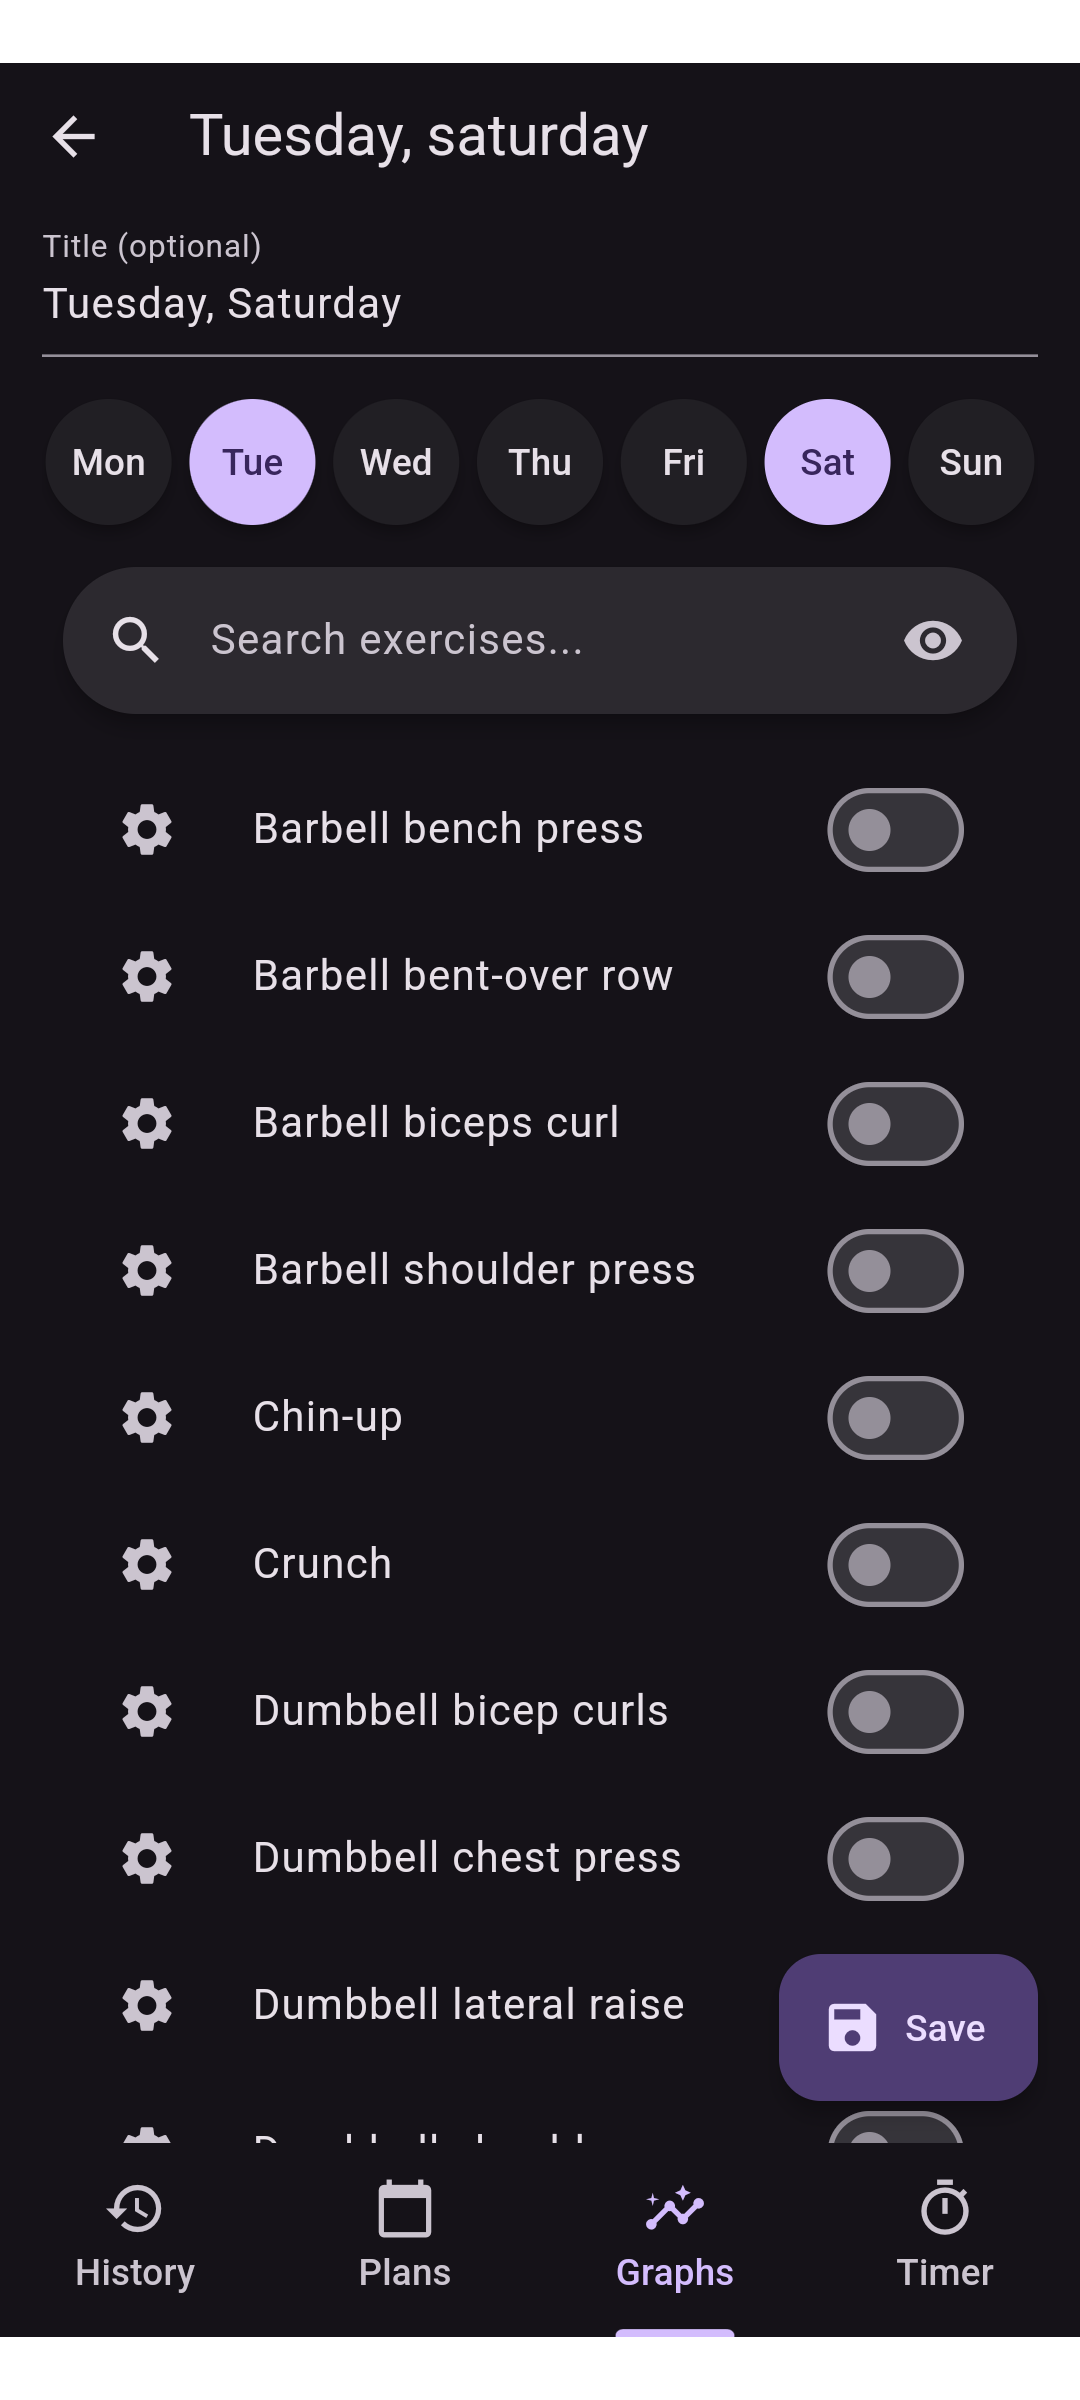 Tuesday, saturday
Title (optional)
Tuesday, Saturday
Mon Tue Wed Thu Fri Sat Sun
Search exercises...
Barbell bench press
Barbell bent-over row
Barbell biceps curl
Barbell shoulder press
Chin-up
Crunch
Dumbbell bicep curls
Dumbbell chest press
Dumbbell lateral raise
Save
History Plans Graphs Timer